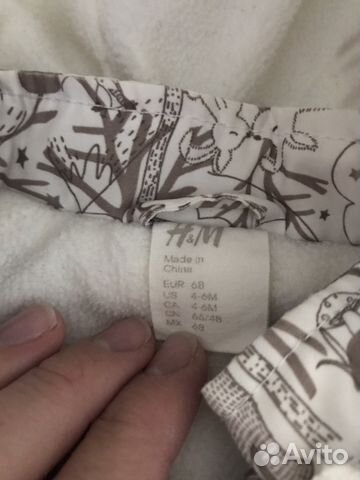 H&M
Made in
China
EUR 68
US 4-6M
CA 4-6M
CN 66/48
MX 68
Avito